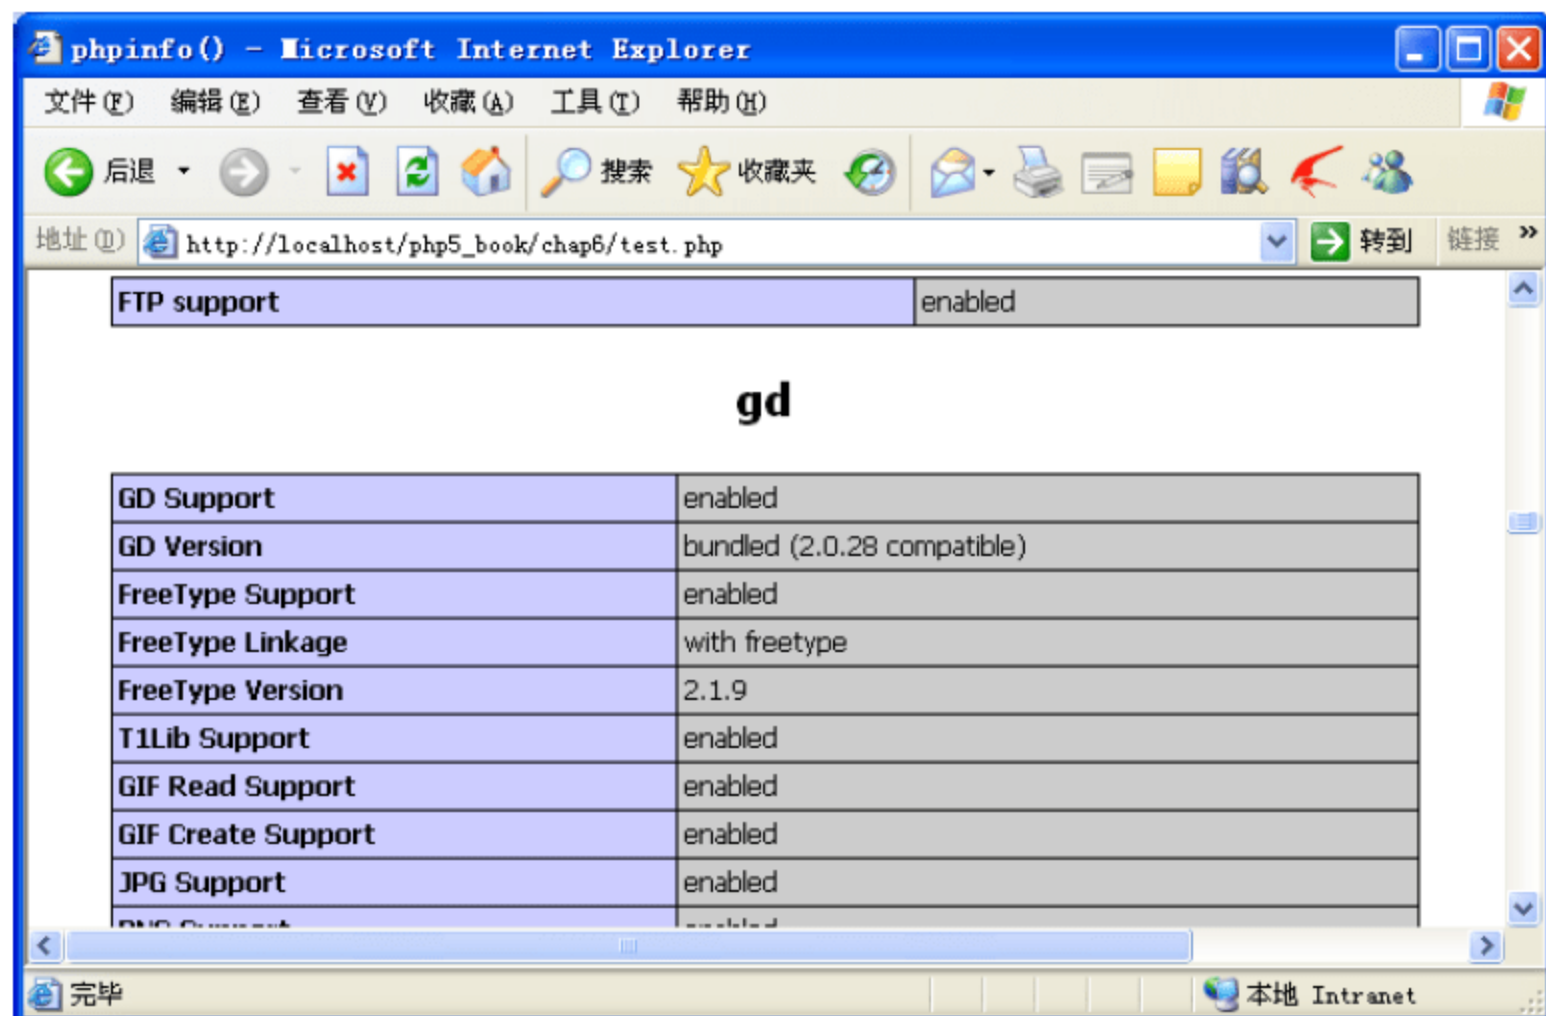 phpinfo() - Microsoft Internet Explorer
文件(F) 编辑(E) 查看(V) 收藏(A) 工具(T) 帮助(H)
后退 搜索 收藏夹
地址(D) http://localhost/php5_book/chap6/test.php 转到 链接 »
FTP support enabled
gd
GD Support enabled
GD Version bundled (2.0.28 compatible)
FreeType Support enabled
FreeType Linkage with freetype
FreeType Version 2.1.9
T1Lib Support enabled
GIF Read Support enabled
GIF Create Support enabled
JPG Support enabled
PNG Support enabled
完毕 本地 Intranet